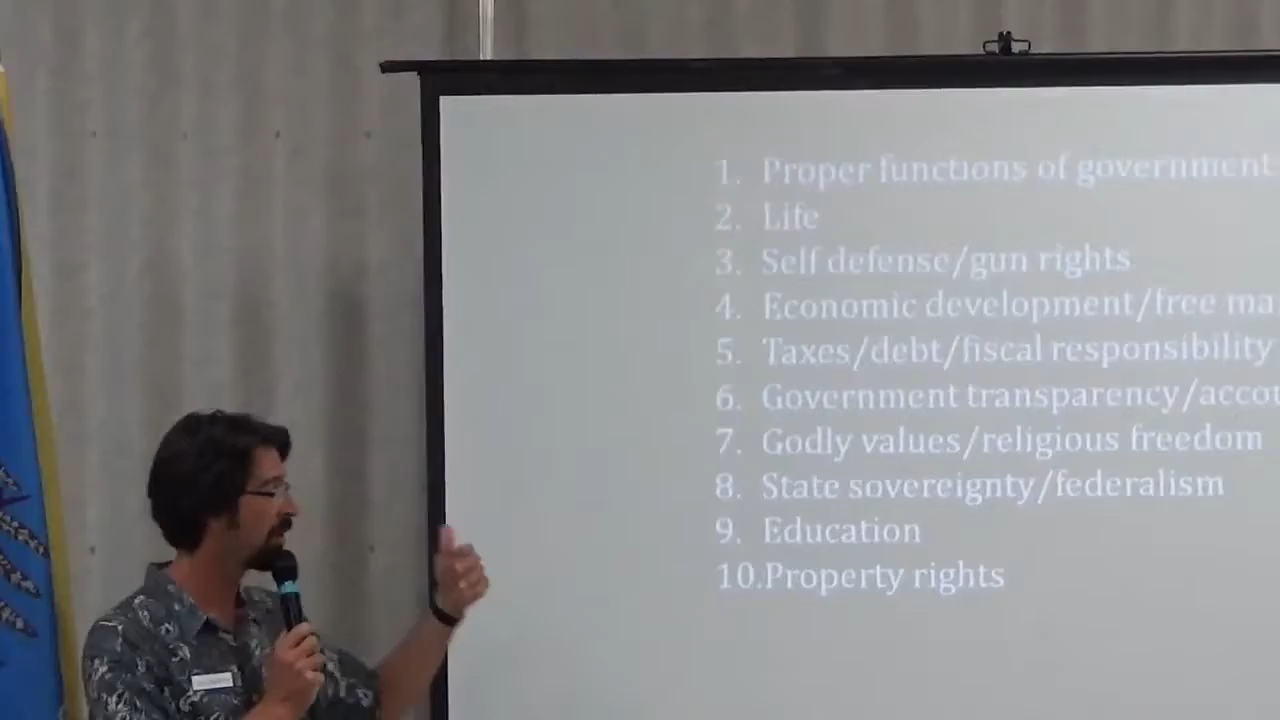 1. Proper functions of government
2. Life
3. Self defense/gun rights
4. Economic development/free ma
5. Taxes/debt/fiscal responsibility
6. Government transparency/accou
7. Godly values/religious freedom
8. State sovereignty/federalism
9. Education
10.Property rights